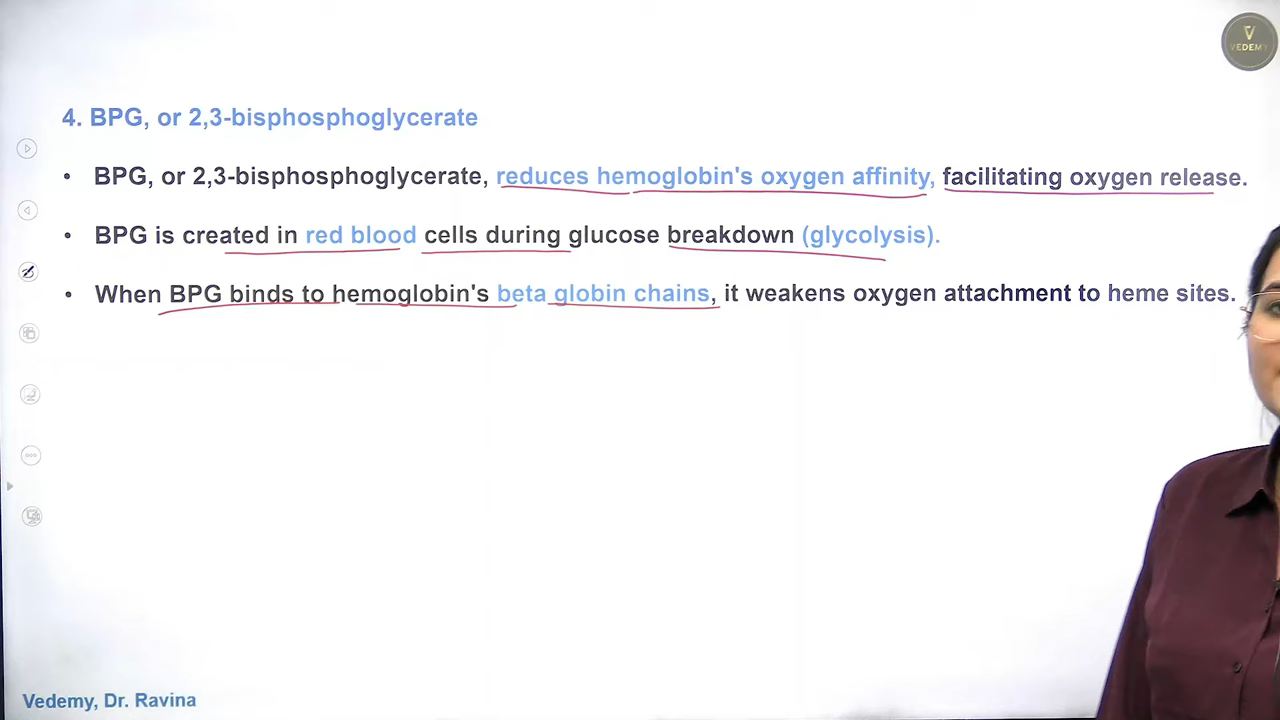 VEDEMY
4. BPG, or 2,3-bisphosphoglycerate
• BPG, or 2,3-bisphosphoglycerate, reduces hemoglobin's oxygen affinity, facilitating oxygen release.
• BPG is created in red blood cells during glucose breakdown (glycolysis).
• When BPG binds to hemoglobin's beta globin chains, it weakens oxygen attachment to heme sites.
Vedemy, Dr. Ravina